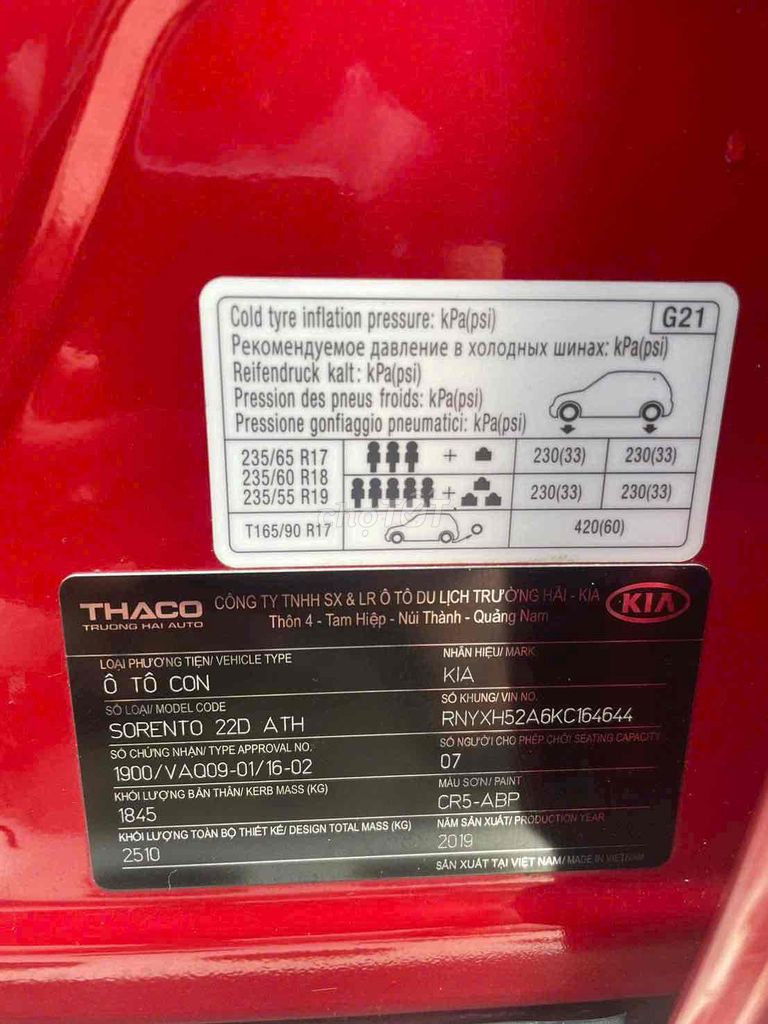 Cold tyre inflation pressure: kPa(psi) G21
Рекомендуемое давление в холодных шинах: kPa(psi)
Reifendruck kalt: kPa(psi)
Pression des pneus froids: kPa(psi)
Pressione gonfiaggio pneumatici: kPa(psi)
235/65 R17 + 230(33) 230(33)
235/60 R18
235/55 R19 + 230(33) 230(33)
chợTỐT
T165/90 R17 420(60)
THACO CÔNG TY TNHH SX & LR Ô TÔ DU LỊCH TRƯỜNG HẢI - KIA KIA
TRUONG HAI AUTO Thôn 4 - Tam Hiệp - Núi Thành - Quảng Nam
LOẠI PHƯƠNG TIỆN/ VEHICLE TYPE NHÃN HIỆU/ MARK
Ô TÔ CON KIA
SỐ LOẠI/ MODEL CODE SỐ KHUNG/ VIN NO.
SORENTO 22D ATH RNYXH52A6KC164644
SỐ CHỨNG NHẬN/ TYPE APPROVAL NO. SỐ NGƯỜI CHO PHÉP CHỞ/ SEATING CAPACITY
1900/VAQ09-01/16-02 07
KHỐI LƯỢNG BẢN THÂN/ KERB MASS (KG) MÀU SƠN/ PAINT
1845 CR5-ABP
KHỐI LƯỢNG TOÀN BỘ THIẾT KẾ/ DESIGN TOTAL MASS (KG) NĂM SẢN XUẤT/ PRODUCTION YEAR
2510 2019
SẢN XUẤT TẠI VIỆT NAM/ MADE IN VIETNAM